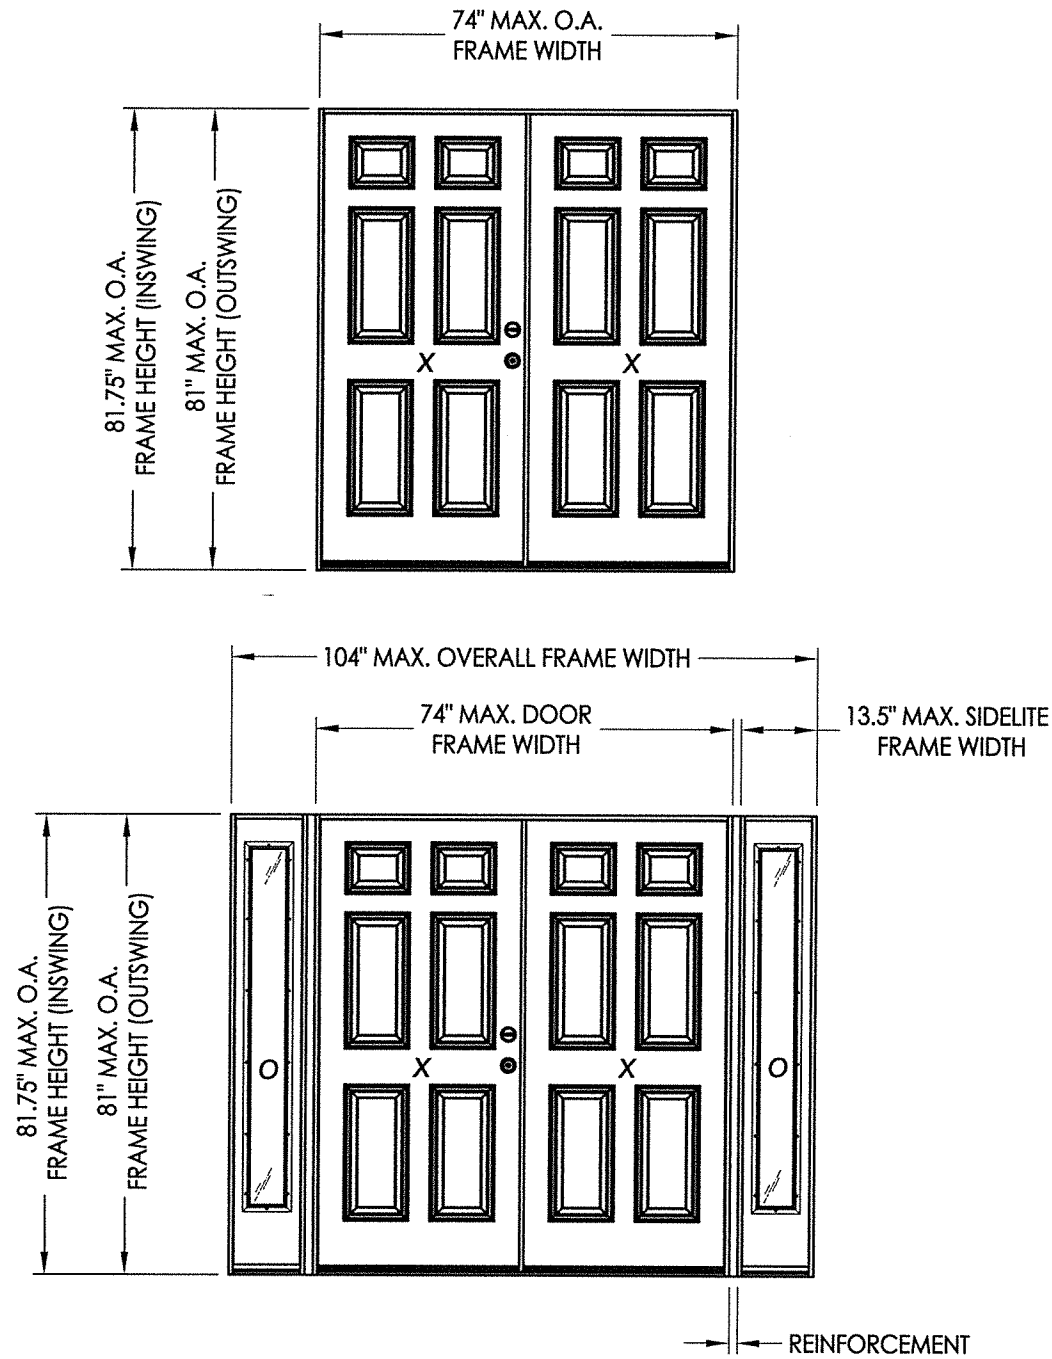 74" MAX. O.A.
FRAME WIDTH
81.75" MAX. O.A.
FRAME HEIGHT (INSWING)
81" MAX. O.A.
FRAME HEIGHT (OUTSWING)
X
X
104" MAX. OVERALL FRAME WIDTH
74" MAX. DOOR
FRAME WIDTH
13.5" MAX. SIDELITE
FRAME WIDTH
81.75" MAX. O.A.
FRAME HEIGHT (INSWING)
81" MAX. O.A.
FRAME HEIGHT (OUTSWING)
O
X
X
O
REINFORCEMENT